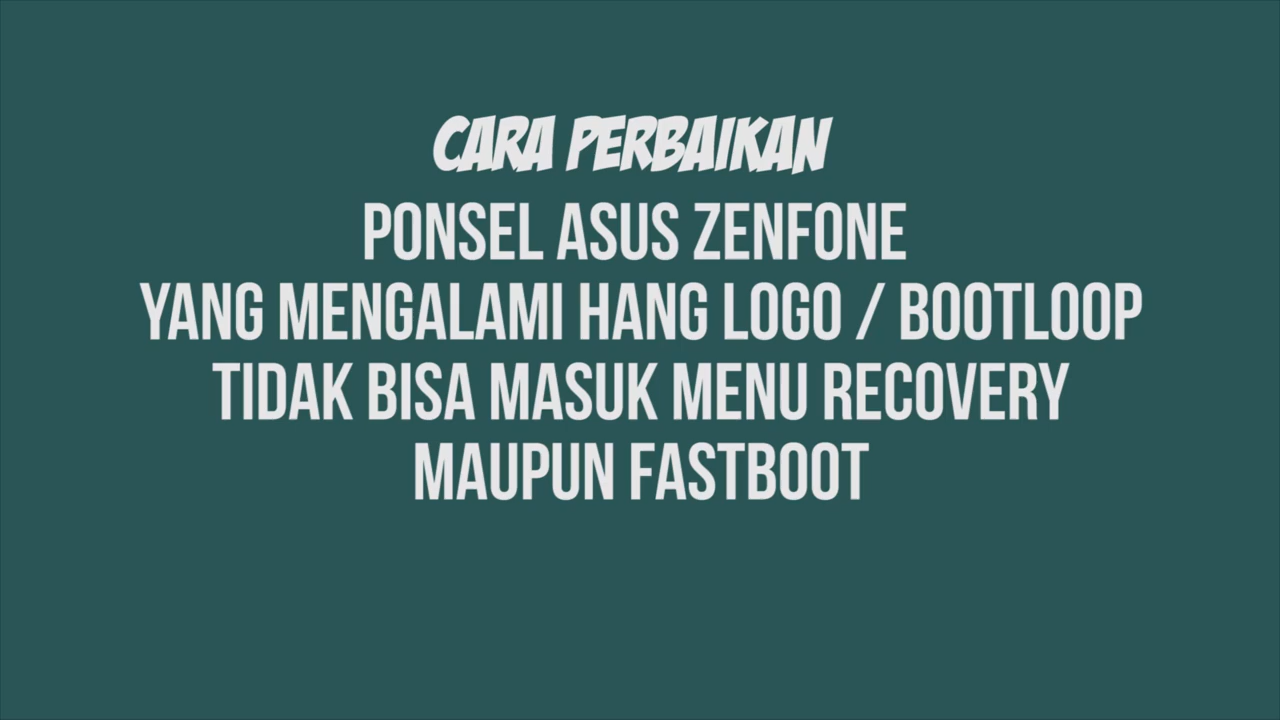 CARA PERBAIKAN
PONSEL ASUS ZENFONE
YANG MENGALAMI HANG LOGO / BOOTLOOP
TIDAK BISA MASUK MENU RECOVERY
MAUPUN FASTBOOT